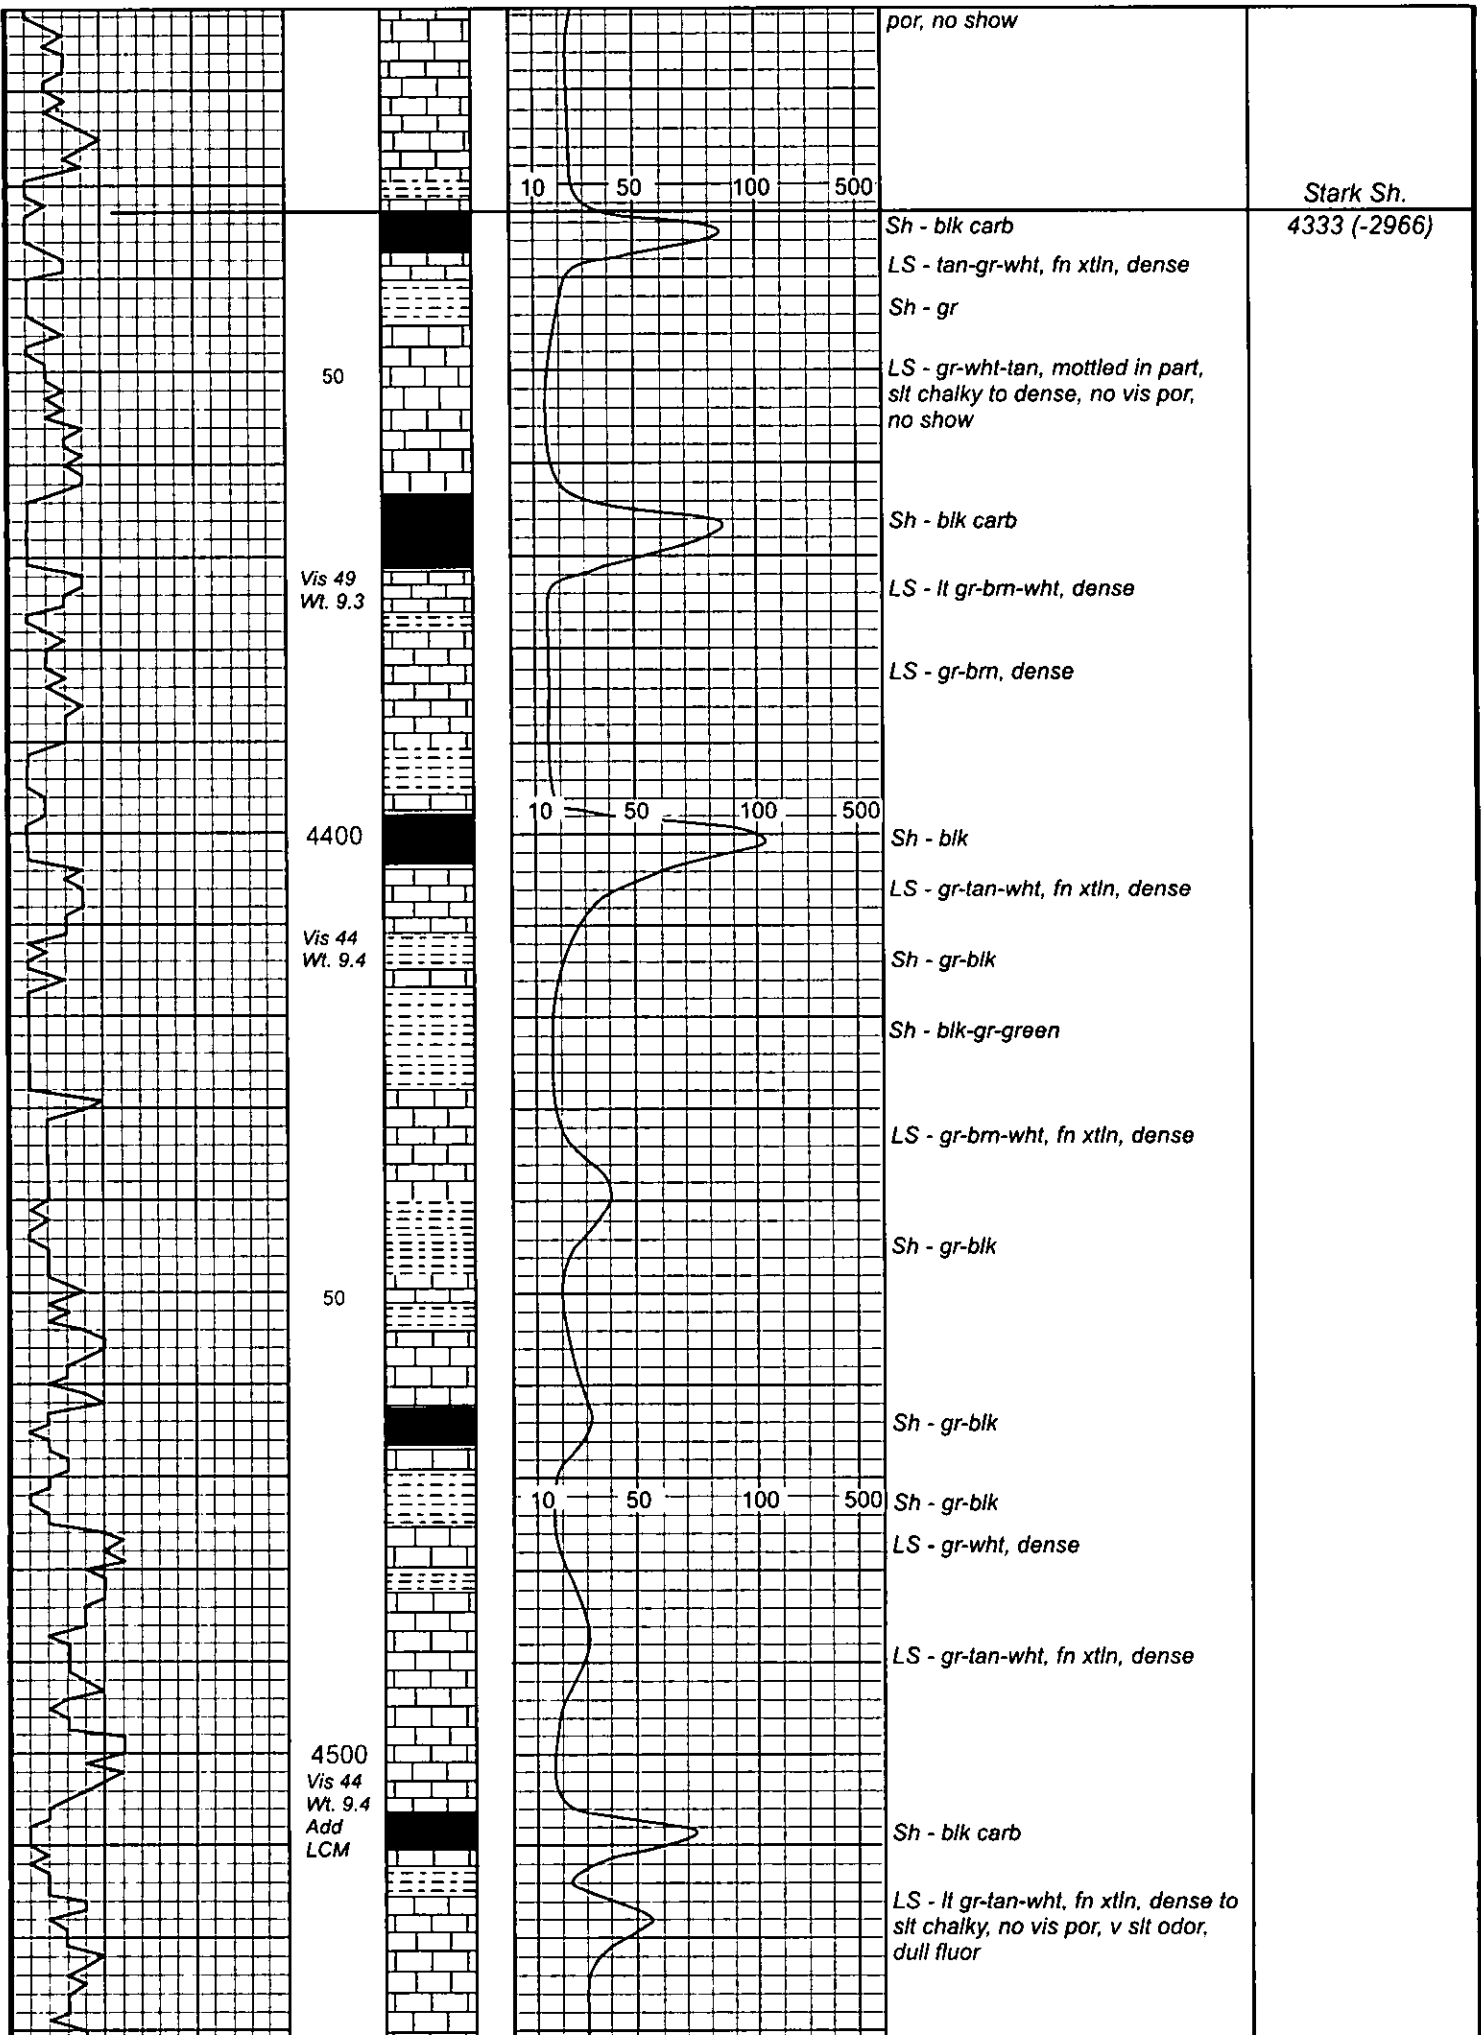 por, no show
10 50 100 500
Stark Sh.
Sh - blk carb
4333 (-2966)
LS - tan-gr-wht, fn xtln, dense
Sh - gr
50
LS - gr-wht-tan, mottled in part,
slt chalky to dense, no vis por,
no show
Sh - blk carb
Vis 49
Wt. 9.3
LS - lt gr-brn-wht, dense
LS - gr-brn, dense
10 50 100 500
4400
Sh - blk
LS - gr-tan-wht, fn xtln, dense
Vis 44
Wt. 9.4
Sh - gr-blk
Sh - blk-gr-green
LS - gr-brn-wht, fn xtln, dense
Sh - gr-blk
50
Sh - gr-blk
10 50 100 500
Sh - gr-blk
LS - gr-wht, dense
LS - gr-tan-wht, fn xtln, dense
4500
Vis 44
Wt. 9.4
Add
LCM
Sh - blk carb
LS - lt gr-tan-wht, fn xtln, dense to
slt chalky, no vis por, v slt odor,
dull fluor